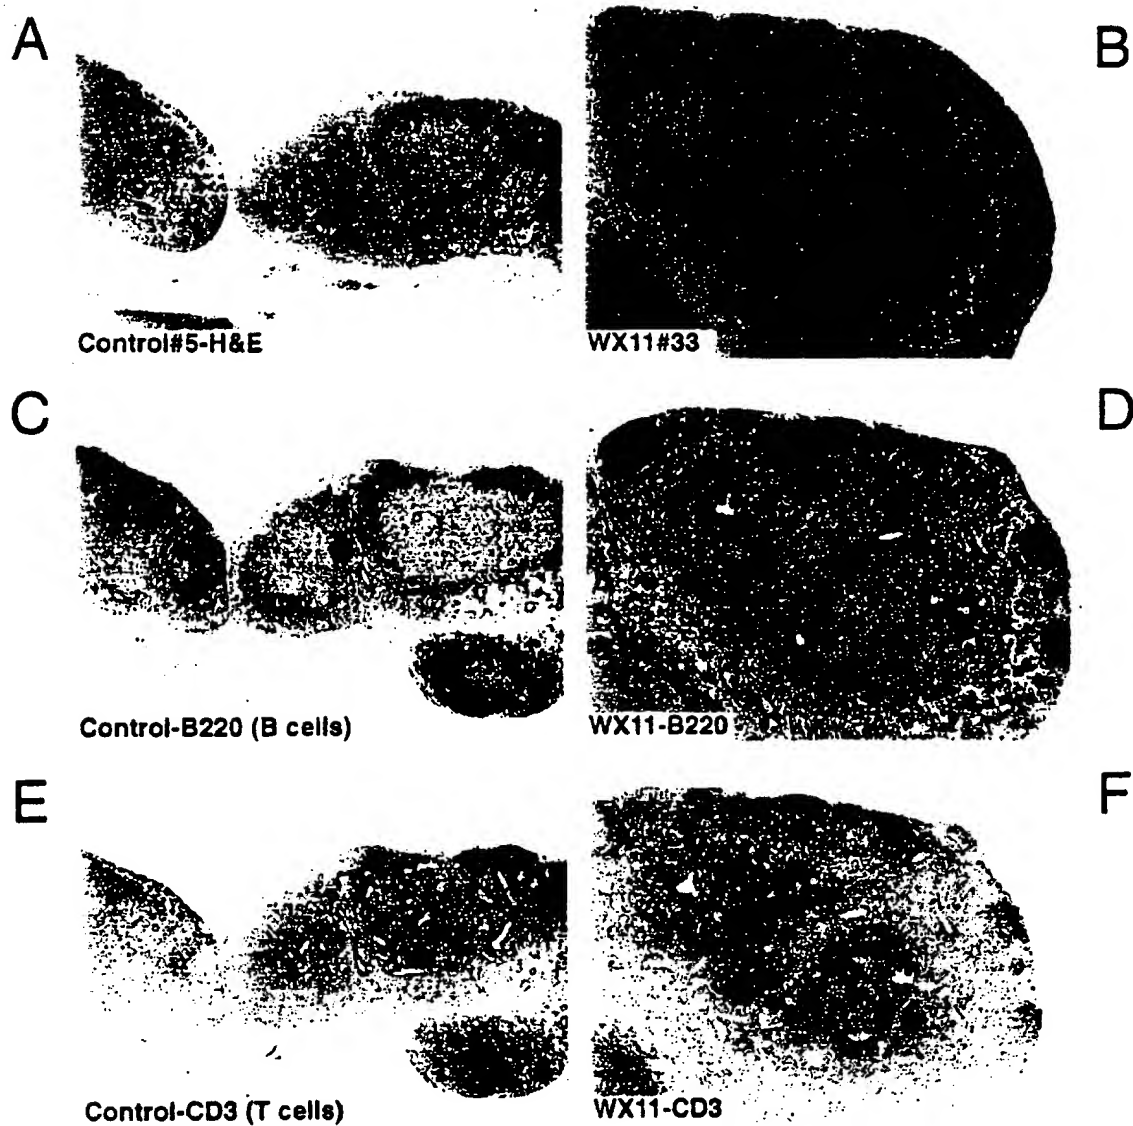 A
B
Control#5-H&E
WX11#33
C
D
Control-B220 (B cells)
WX11-B220
E
F
Control-CD3 (T cells)
WX11-CD3